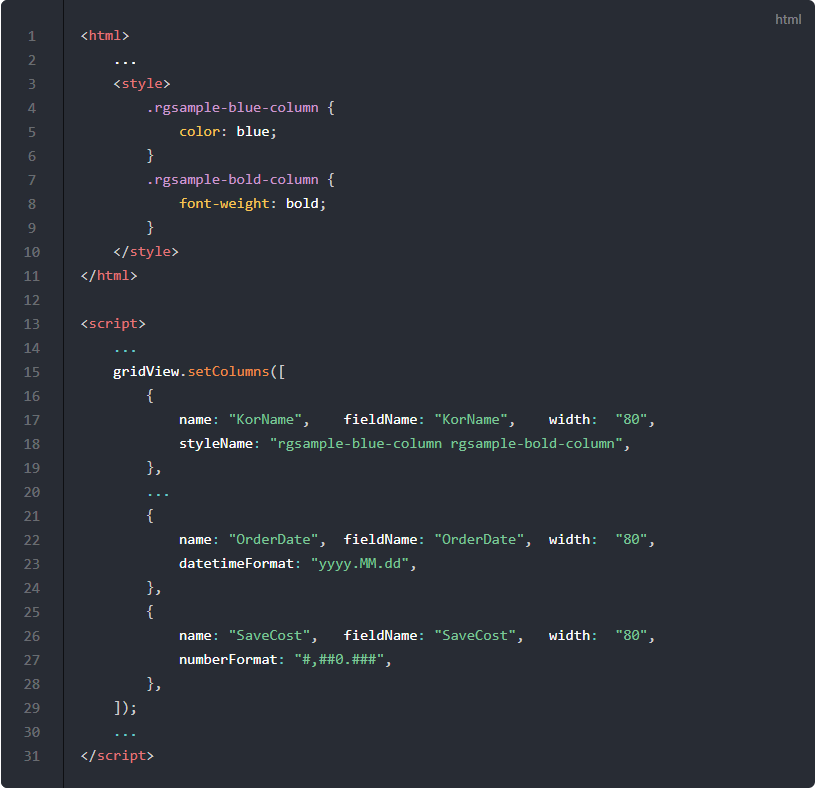 html
1 <html>
2     ...
3     <style>
4         .rgsample-blue-column {
5             color: blue;
6         }
7         .rgsample-bold-column {
8             font-weight: bold;
9         }
10     </style>
11 </html>
12
13 <script>
14     ...
15     gridView.setColumns([
16         {
17             name: "KorName",    fieldName: "KorName",    width:  "80",
18             styleName: "rgsample-blue-column rgsample-bold-column",
19         },
20         ...
21         {
22             name: "OrderDate",  fieldName: "OrderDate",  width:  "80",
23             datetimeFormat: "yyyy.MM.dd",
24         },
25         {
26             name: "SaveCost",   fieldName: "SaveCost",   width:  "80",
27             numberFormat: "#,##0.###",
28         },
29     ]);
30     ...
31 </script>